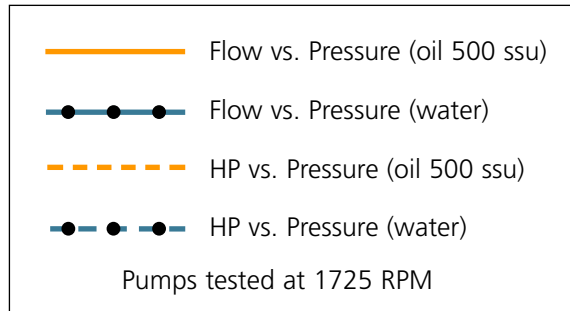 Flow vs. Pressure (oil 500 ssu)
Flow vs. Pressure (water)
HP vs. Pressure (oil 500 ssu)
HP vs. Pressure (water)
Pumps tested at 1725 RPM